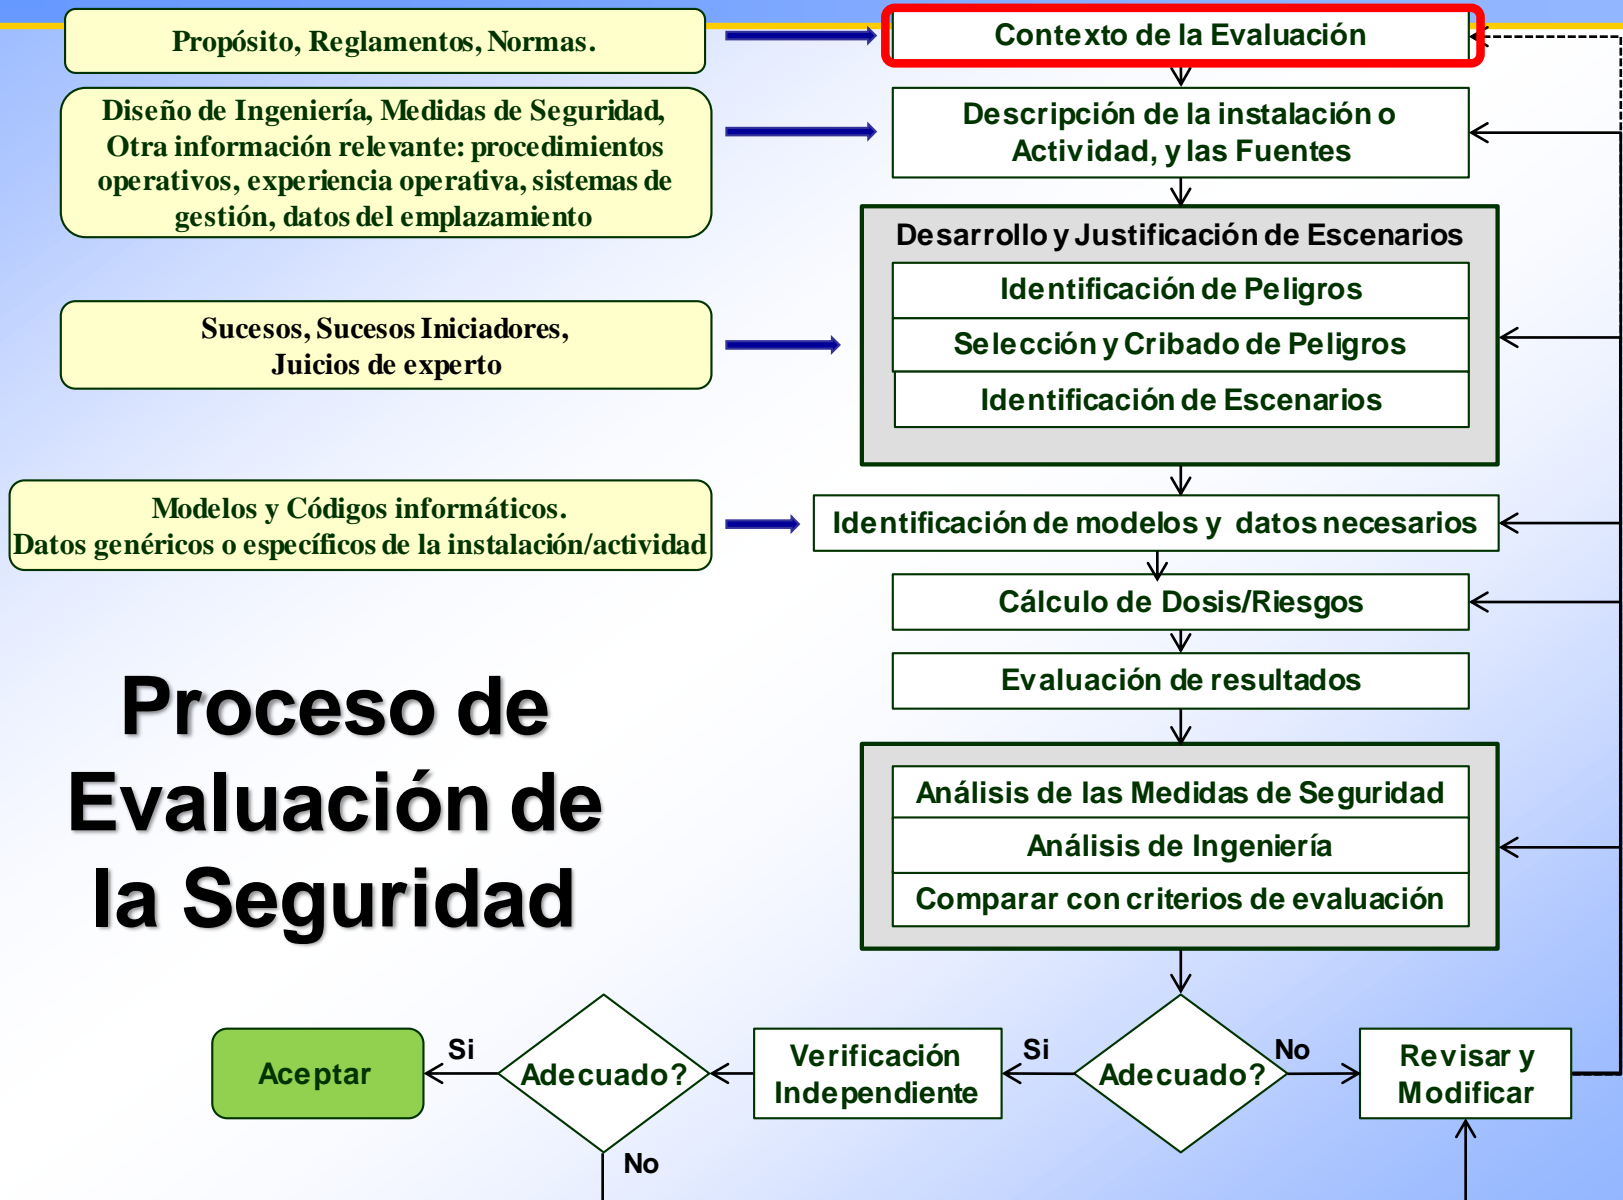 Propósito, Reglamentos, Normas.
Contexto de la Evaluación
Diseño de Ingeniería, Medidas de Seguridad,
Otra información relevante: procedimientos
operativos, experiencia operativa, sistemas de
gestión, datos del emplazamiento
Descripción de la instalación o
Actividad, y las Fuentes
Desarrollo y Justificación de Escenarios
Identificación de Peligros
Selección y Cribado de Peligros
Identificación de Escenarios
Sucesos, Sucesos Iniciadores,
Juicios de experto
Modelos y Códigos informáticos.
Datos genéricos o específicos de la instalación/actividad
Identificación de modelos y datos necesarios
Cálculo de Dosis/Riesgos
Evaluación de resultados
Proceso de
Evaluación de
la Seguridad
Análisis de las Medidas de Seguridad
Análisis de Ingeniería
Comparar con criterios de evaluación
Aceptar
Si
Adecuado?
Verificación
Independiente
Si
Adecuado?
No
Revisar y
Modificar
No